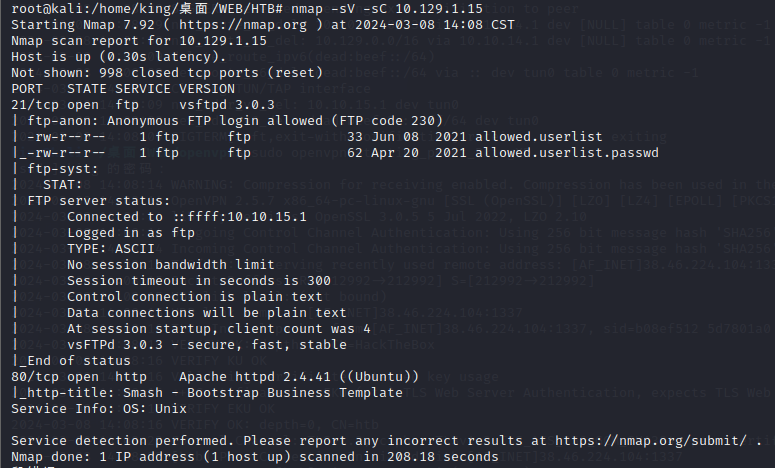 root@kali:/home/king/桌面/WEB/HTB# nmap -sV -sC 10.129.1.15
Starting Nmap 7.92 ( https://nmap.org ) at 2024-03-08 14:08 CST
Nmap scan report for 10.129.1.15
Host is up (0.30s latency).
Not shown: 998 closed tcp ports (reset)
PORT   STATE SERVICE VERSION
21/tcp open  ftp     vsftpd 3.0.3
| ftp-anon: Anonymous FTP login allowed (FTP code 230)
| -rw-r--r--    1 ftp      ftp            33 Jun 08  2021 allowed.userlist
|_-rw-r--r--    1 ftp      ftp            62 Apr 20  2021 allowed.userlist.passwd
| ftp-syst:
|   STAT:
| FTP server status:
|      Connected to ::ffff:10.10.15.1
|      Logged in as ftp
|      TYPE: ASCII
|      No session bandwidth limit
|      Session timeout in seconds is 300
|      Control connection is plain text
|      Data connections will be plain text
|      At session startup, client count was 4
|      vsFTPd 3.0.3 - secure, fast, stable
|_End of status
80/tcp open  http    Apache httpd 2.4.41 ((Ubuntu))
|_http-title: Smash - Bootstrap Business Template
Service Info: OS: Unix
Service detection performed. Please report any incorrect results at https://nmap.org/submit/ .
Nmap done: 1 IP address (1 host up) scanned in 208.18 seconds